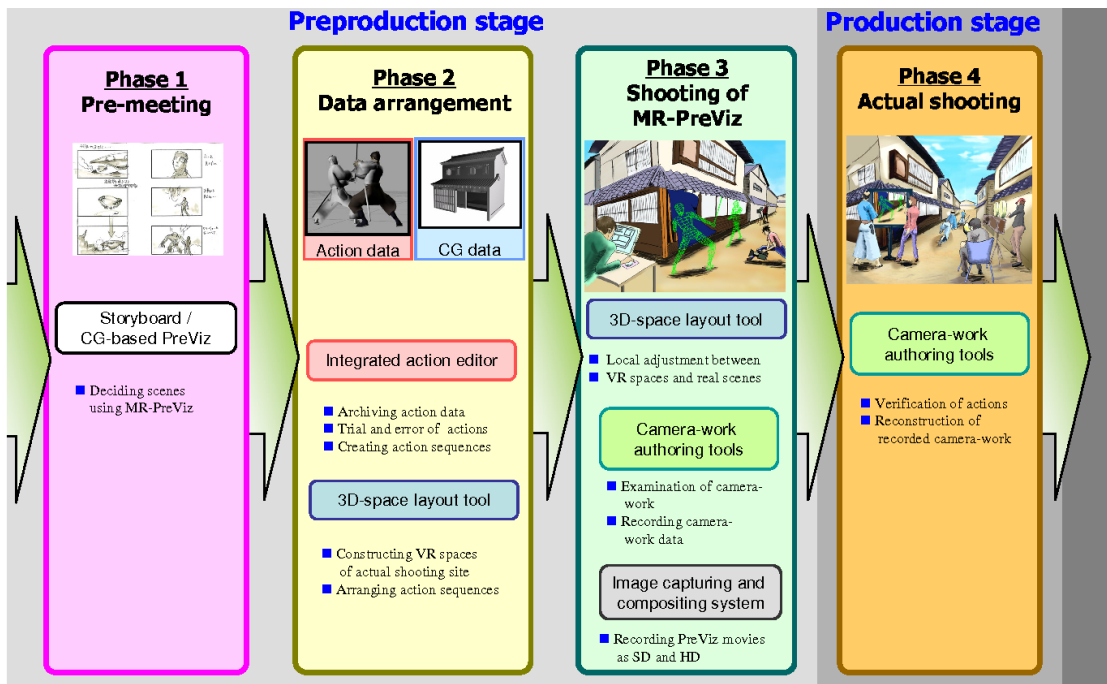 Preproduction stage
Production stage
Phase 1
Pre-meeting
Storyboard /
CG-based PreViz
Deciding scenes
using MR-PreViz
Phase 2
Data arrangement
Action data
CG data
Integrated action editor
Archiving action data
Trial and error of actions
Creating action sequences
3D-space layout tool
Constructing VR spaces
of actual shooting site
Arranging action sequences
Phase 3
Shooting of
MR-PreViz
3D-space layout tool
Local adjustment between
VR spaces and real scenes
Camera-work
authoring tools
Examination of camera-
work
Recording camera-
work data
Image capturing and
compositing system
Recording PreViz movies
as SD and HD
Phase 4
Actual shooting
Camera-work
authoring tools
Verification of actions
Reconstruction of
recorded camera-work